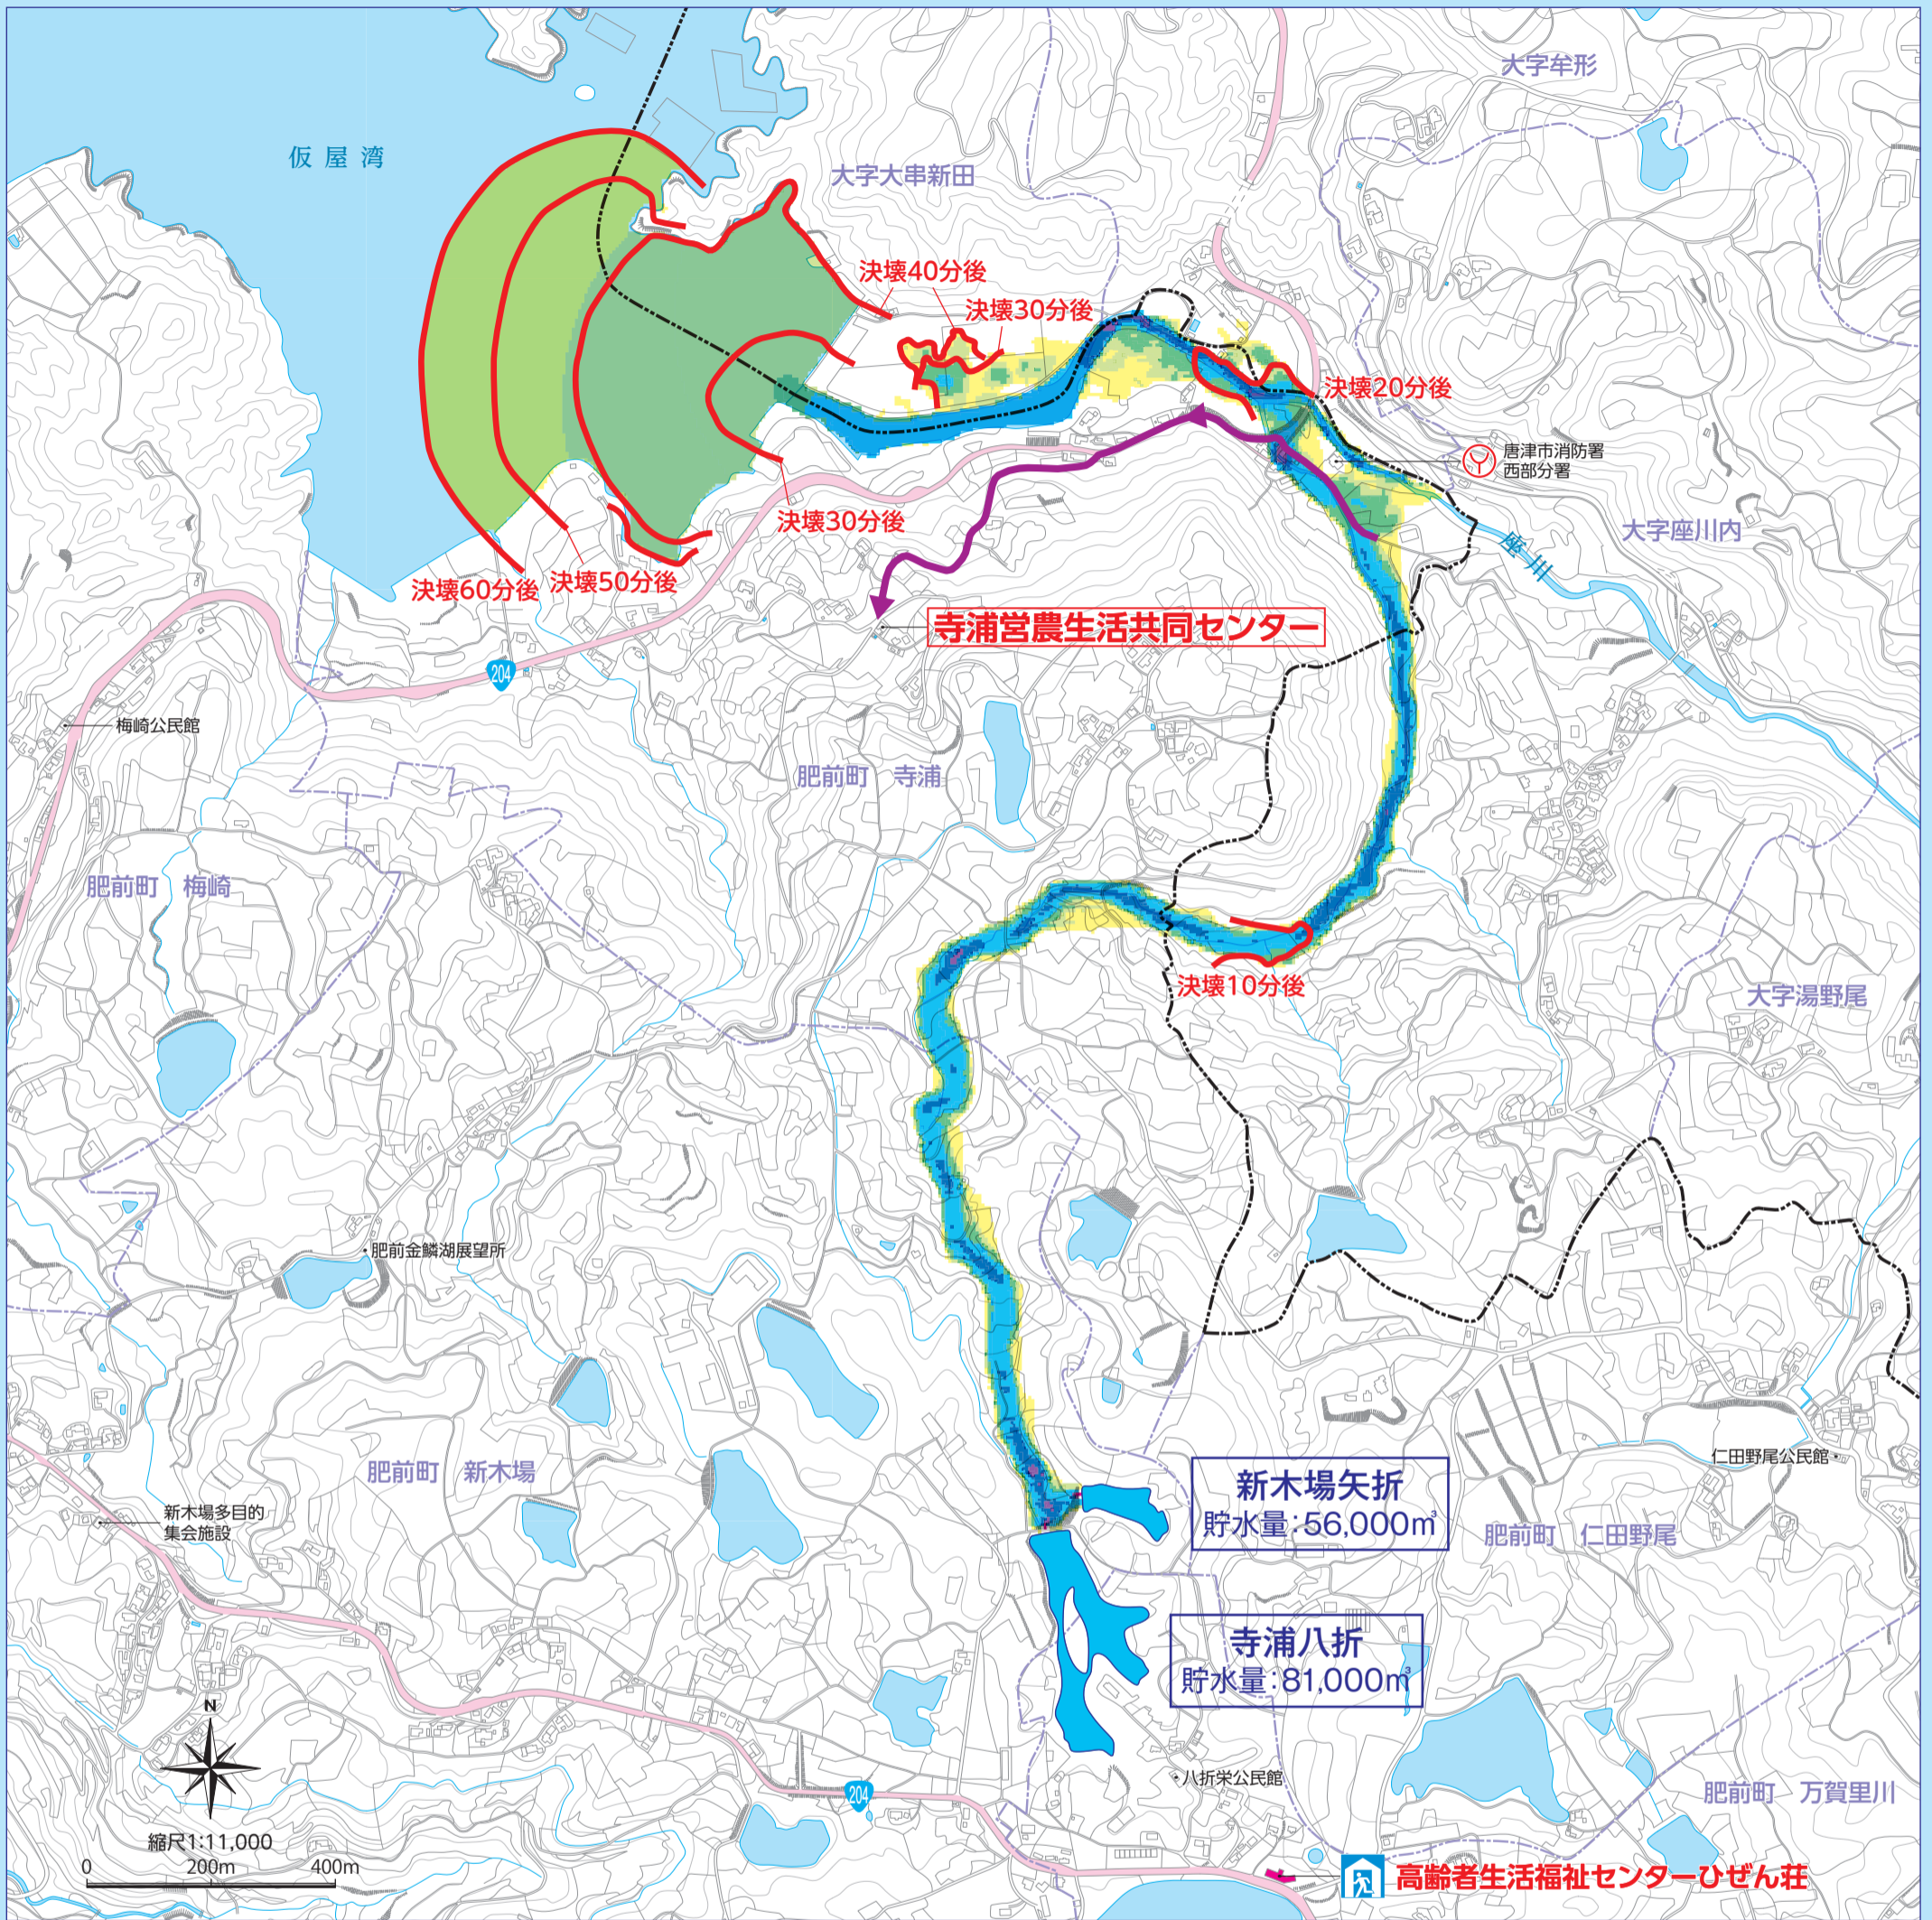 大字牟形
仮屋湾
大字大串新田
決壊40分後
決壊30分後
決壊20分後
唐津市消防署
西部分署
決壊30分後
大字座川内
座川
決壊60分後
決壊50分後
寺浦営農生活共同センター
204
梅崎公民館
肥前町 寺浦
肥前町 梅崎
決壊10分後
大字湯野尾
肥前金鱗湖展望所
仁田野尾公民館
肥前町 新木場
新木場矢折
貯水量:56,000㎥
新木場多目的
集会施設
肥前町 仁田野尾
寺浦八折
貯水量:81,000㎥
N
八折栄公民館
204
肥前町 万賀里川
縮尺1:11,000
0 200m 400m
高齢者生活福祉センターひぜん荘